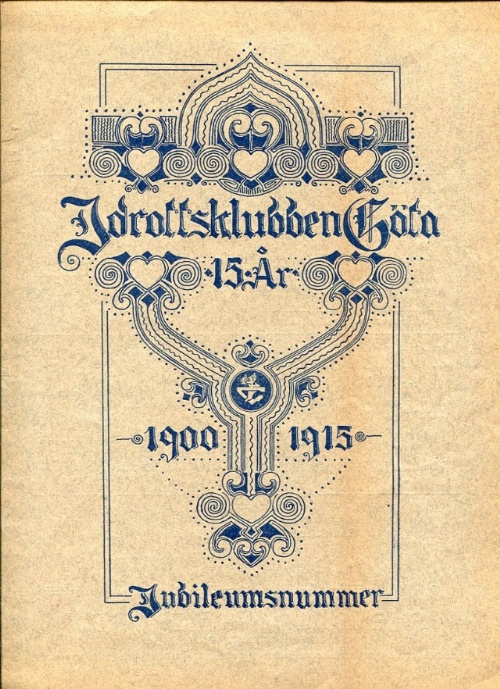 Idrottsklubben Göta
·15·År·
1900 1915
Jubileumsnummer